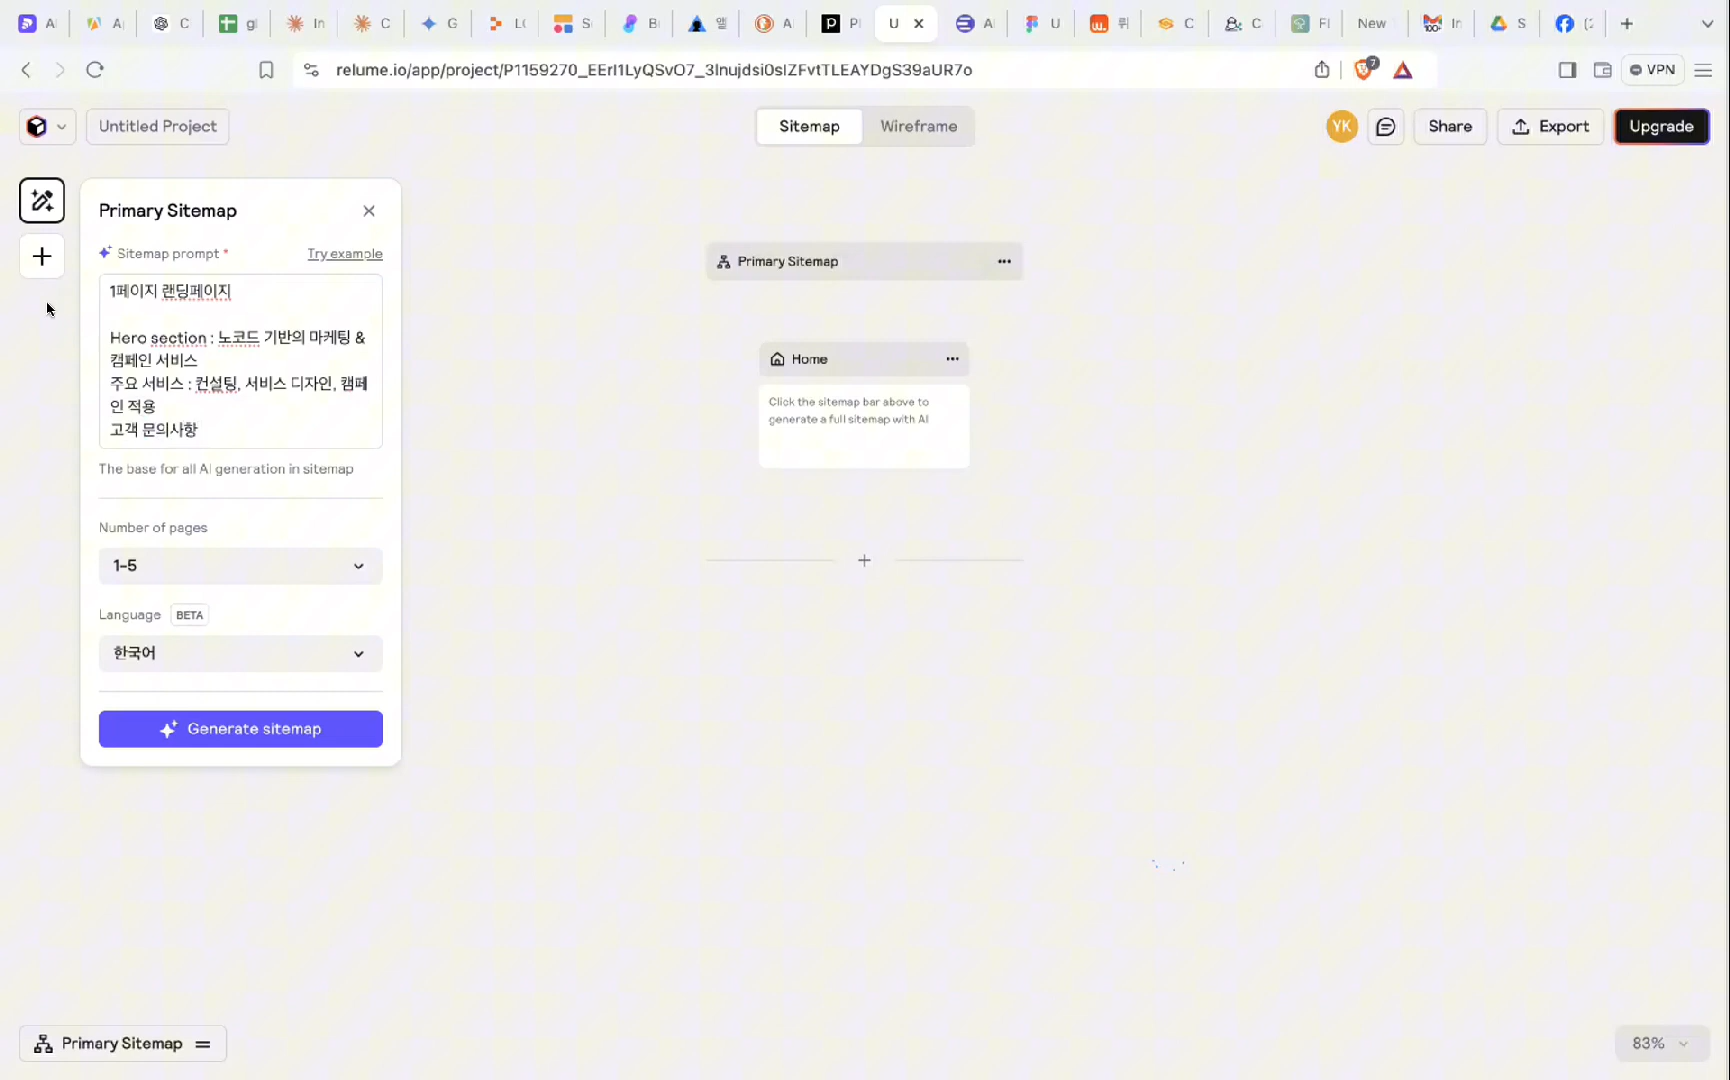 relume.io/app/project/P1159270_EErI1LyQSvO7_3Inujdsi0sIZFvtTLEAYDgS39aUR7o
7
VPN
Untitled Project
Sitemap
Wireframe
YK
Share
Export
Upgrade
Primary Sitemap
Sitemap prompt *
Try example
1페이지 랜딩페이지
Hero section : 노코드 기반의 마케팅 &
캠페인 서비스
주요 서비스 : 컨설팅, 서비스 디자인, 캠페
인 적용
고객 문의사항
The base for all AI generation in sitemap
Number of pages
1-5
Language BETA
한국어
Generate sitemap
Primary Sitemap
Home
Click the sitemap bar above to
generate a full sitemap with AI
Primary Sitemap
83%